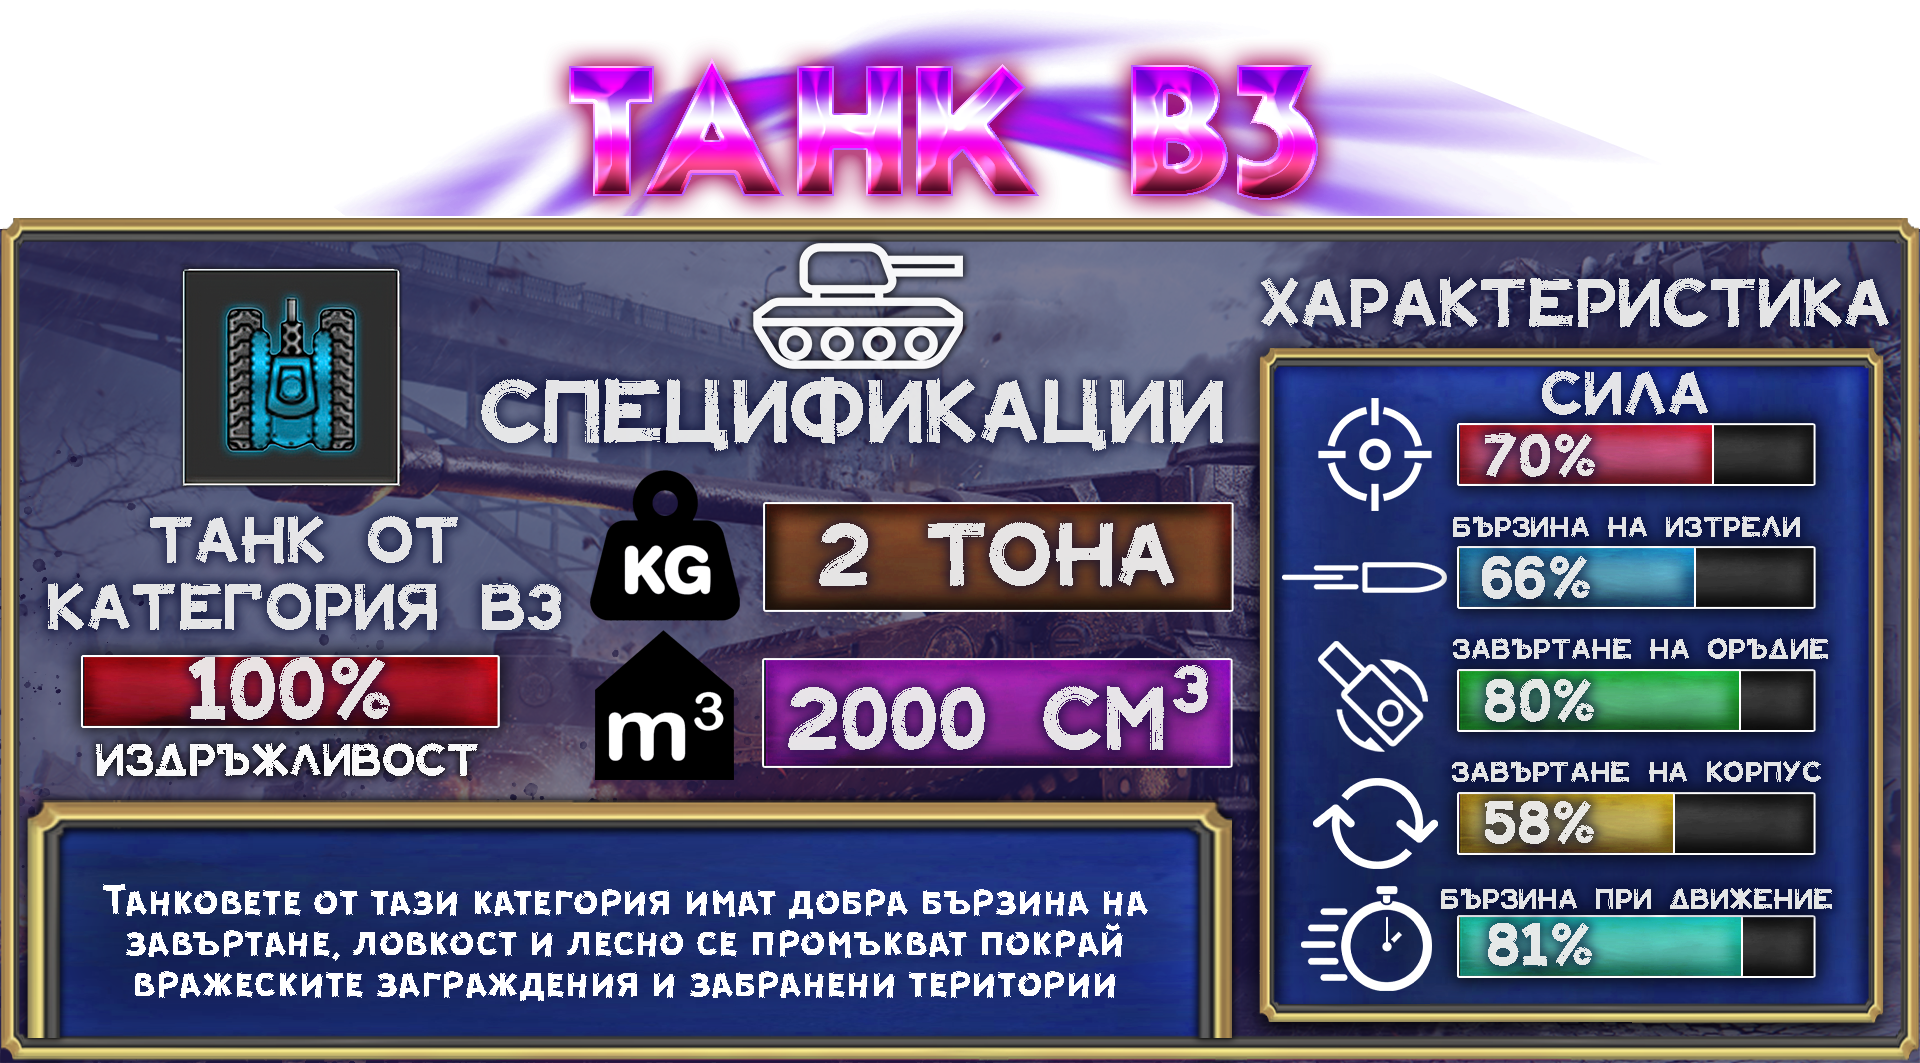 ТАНК В3
ТАНК ОТ
КАТЕГОРИЯ В3
100%
ИЗДРЪЖЛИВОСТ
СПЕЦИФИКАЦИИ
KG
2 ТОНА
m³
2000 СМ³
ТАНКОВЕТЕ ОТ ТАЗИ КАТЕГОРИЯ ИМАТ ДОБРА БЪРЗИНА НА
ЗАВЪРТАНЕ, ЛОВКОСТ И ЛЕСНО СЕ ПРОМЪКВАТ ПОКРАЙ
ВРАЖЕСКИТЕ ЗАГРАЖДЕНИЯ И ЗАБРАНЕНИ ТЕРИТОРИИ
ХАРАКТЕРИСТИКА
СИЛА
70%
БЪРЗИНА НА ИЗТРЕЛИ
66%
ЗАВЪРТАНЕ НА ОРЪДИЕ
80%
ЗАВЪРТАНЕ НА КОРПУС
58%
БЪРЗИНА ПРИ ДВИЖЕНИЕ
81%